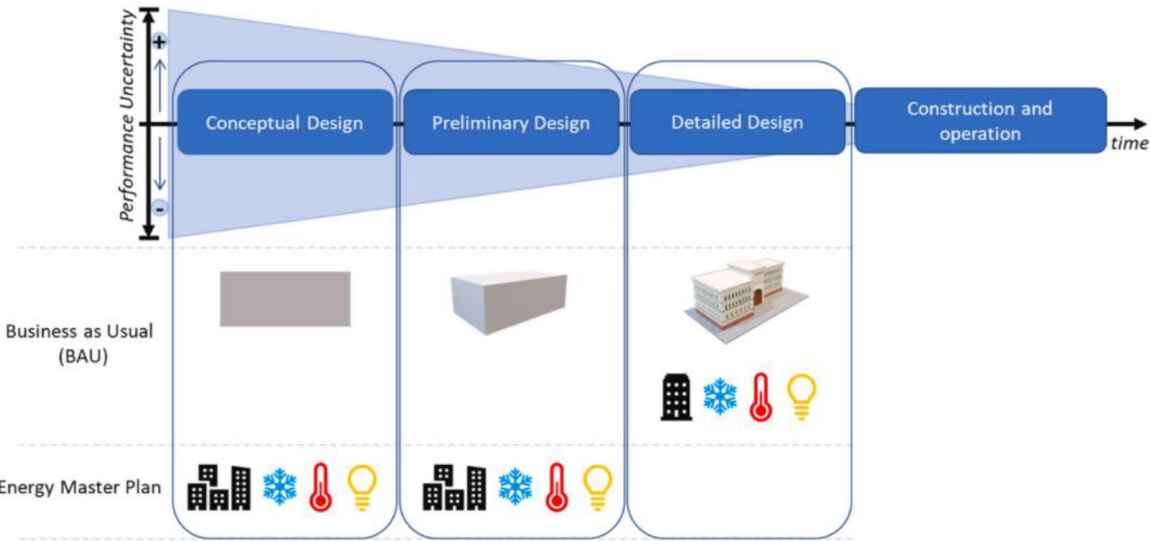 Performance Uncertainty
+
-
Conceptual Design
Preliminary Design
Detailed Design
Construction and
operation
time
Business as Usual
(BAU)
Energy Master Plan